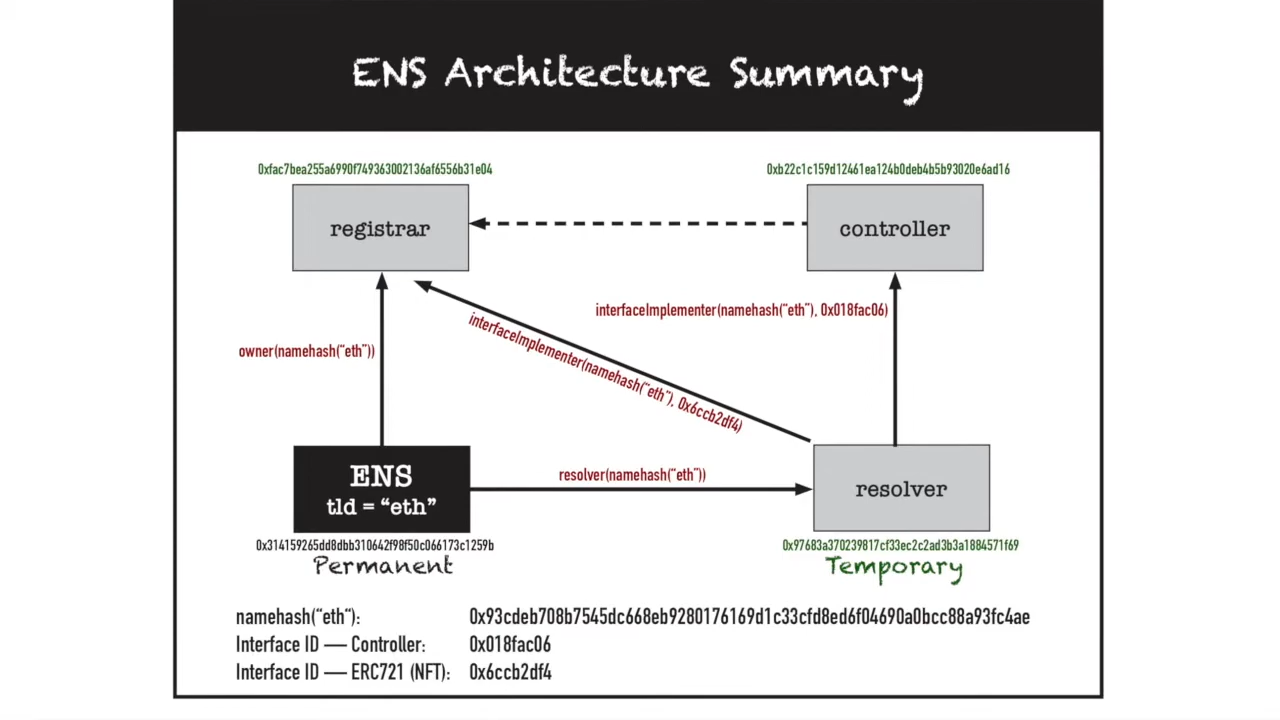 ENS Architecture Summary
0xfac7bea255a6990f749363002136af6556b31e04
0xb22c1c159d12461ea124b0deb4b5b93020e6ad16
registrar
controller
interfaceImplementer(namehash("eth"), 0x018fac06)
owner(namehash("eth"))
interfaceImplementer(namehash("eth"), 0x6ccb2df4)
ENS
tld = "eth"
resolver(namehash("eth"))
resolver
0x314159265dd8dbb310642f98f50c066173c1259b
0x97683a370239817cf33ec2c2ad3b3a1884571f69
Permanent
Temporary
namehash("eth"): 0x93cdeb708b7545dc668eb9280176169d1c33cfd8ed6f04690a0bcc88a93fc4ae
Interface ID — Controller: 0x018fac06
Interface ID — ERC721 (NFT): 0x6ccb2df4